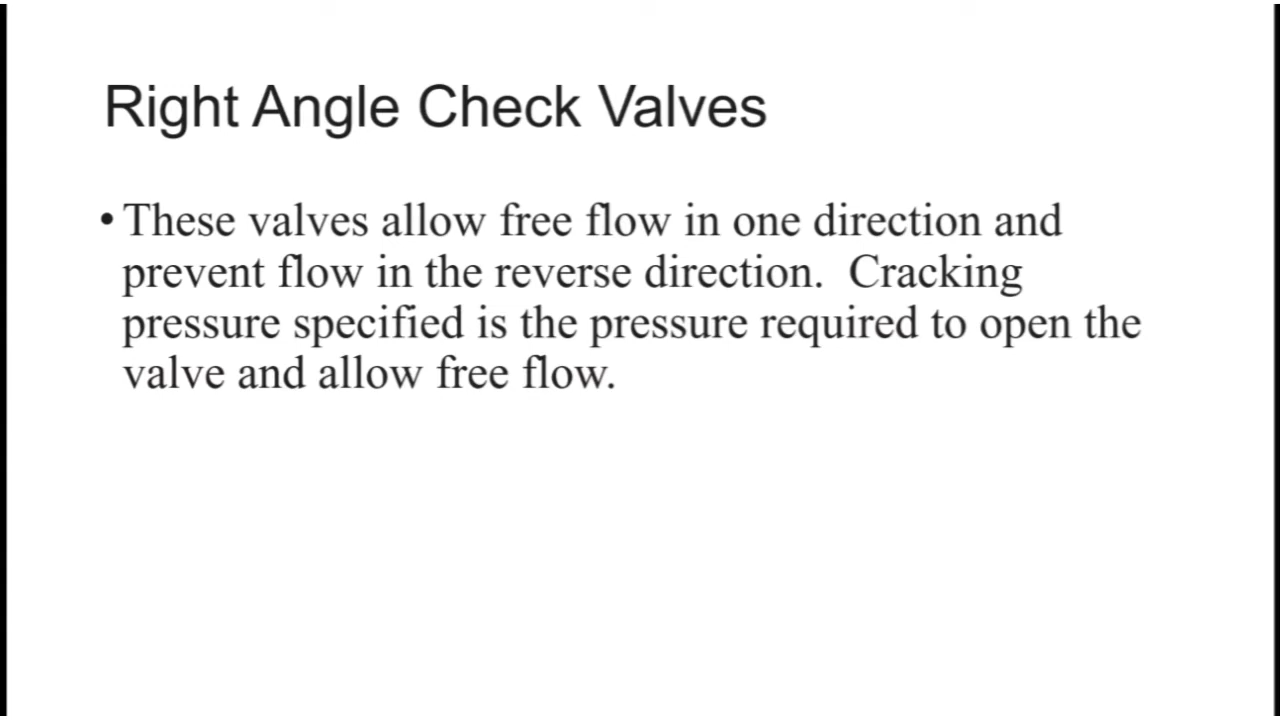 Right Angle Check Valves
• These valves allow free flow in one direction and
prevent flow in the reverse direction.  Cracking
pressure specified is the pressure required to open the
valve and allow free flow.